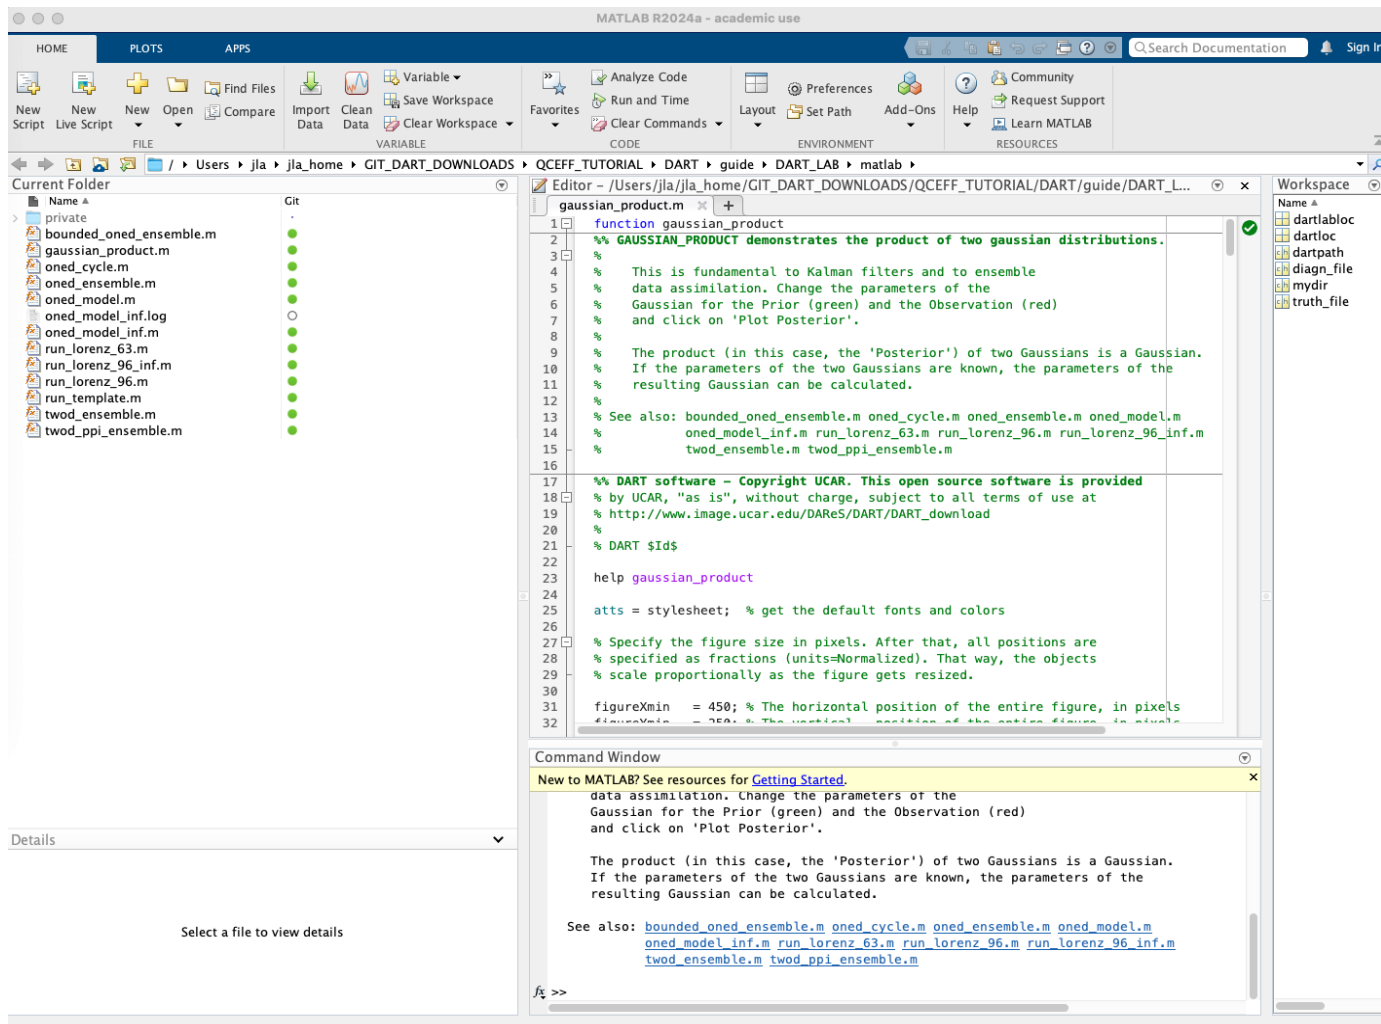 MATLAB R2024a - academic use
HOME PLOTS APPS
Search Documentation
Sign In
New Script
New Live Script
New
Open
Find Files
Compare
FILE
Import Data
Clean Data
Variable
Save Workspace
Clear Workspace
VARIABLE
Favorites
Analyze Code
Run and Time
Clear Commands
CODE
Layout
Preferences
Set Path
Add-Ons
ENVIRONMENT
Help
Community
Request Support
Learn MATLAB
RESOURCES
/ Users jla jla_home GIT_DART_DOWNLOADS QCEFF_TUTORIAL DART guide DART_LAB matlab
Current Folder
Name Git
private
bounded_oned_ensemble.m
gaussian_product.m
oned_cycle.m
oned_ensemble.m
oned_model.m
oned_model_inf.log
oned_model_inf.m
run_lorenz_63.m
run_lorenz_96_inf.m
run_lorenz_96.m
run_template.m
twod_ensemble.m
twod_ppi_ensemble.m
Details
Select a file to view details
Editor - /Users/jla/jla_home/GIT_DART_DOWNLOADS/QCEFF_TUTORIAL/DART/guide/DART_L...
gaussian_product.m
1 function gaussian_product
2 %% GAUSSIAN_PRODUCT demonstrates the product of two gaussian distributions.
3 %
4 % This is fundamental to Kalman filters and to ensemble
5 % data assimilation. Change the parameters of the
6 % Gaussian for the Prior (green) and the Observation (red)
7 % and click on 'Plot Posterior'.
8 %
9 % The product (in this case, the 'Posterior') of two Gaussians is a Gaussian.
10 % If the parameters of the two Gaussians are known, the parameters of the
11 % resulting Gaussian can be calculated.
12 %
13 % See also: bounded_oned_ensemble.m oned_cycle.m oned_ensemble.m oned_model.m
14 % oned_model_inf.m run_lorenz_63.m run_lorenz_96.m run_lorenz_96_inf.m
15 % twod_ensemble.m twod_ppi_ensemble.m
16
17 %% DART software - Copyright UCAR. This open source software is provided
18 % by UCAR, "as is", without charge, subject to all terms of use at
19 % http://www.image.ucar.edu/DAReS/DART/DART_download
20 %
21 % DART $Id$
22
23 help gaussian_product
24
25 atts = stylesheet; % get the default fonts and colors
26
27 % Specify the figure size in pixels. After that, all positions are
28 % specified as fractions (units=Normalized). That way, the objects
29 % scale proportionally as the figure gets resized.
30
31 figureXmin = 450; % The horizontal position of the entire figure, in pixels
32 figureYmin = 250; % The vertical position of the entire figure, in pixels
Command Window
New to MATLAB? See resources for Getting Started.
data assimilation. Change the parameters of the
Gaussian for the Prior (green) and the Observation (red)
and click on 'Plot Posterior'.
The product (in this case, the 'Posterior') of two Gaussians is a Gaussian.
If the parameters of the two Gaussians are known, the parameters of the
resulting Gaussian can be calculated.
See also: bounded_oned_ensemble.m oned_cycle.m oned_ensemble.m oned_model.m
oned_model_inf.m run_lorenz_63.m run_lorenz_96.m run_lorenz_96_inf.m
twod_ensemble.m twod_ppi_ensemble.m
fx >>
Workspace
Name
dartlabloc
dartloc
dartpath
diagn_file
mydir
truth_file